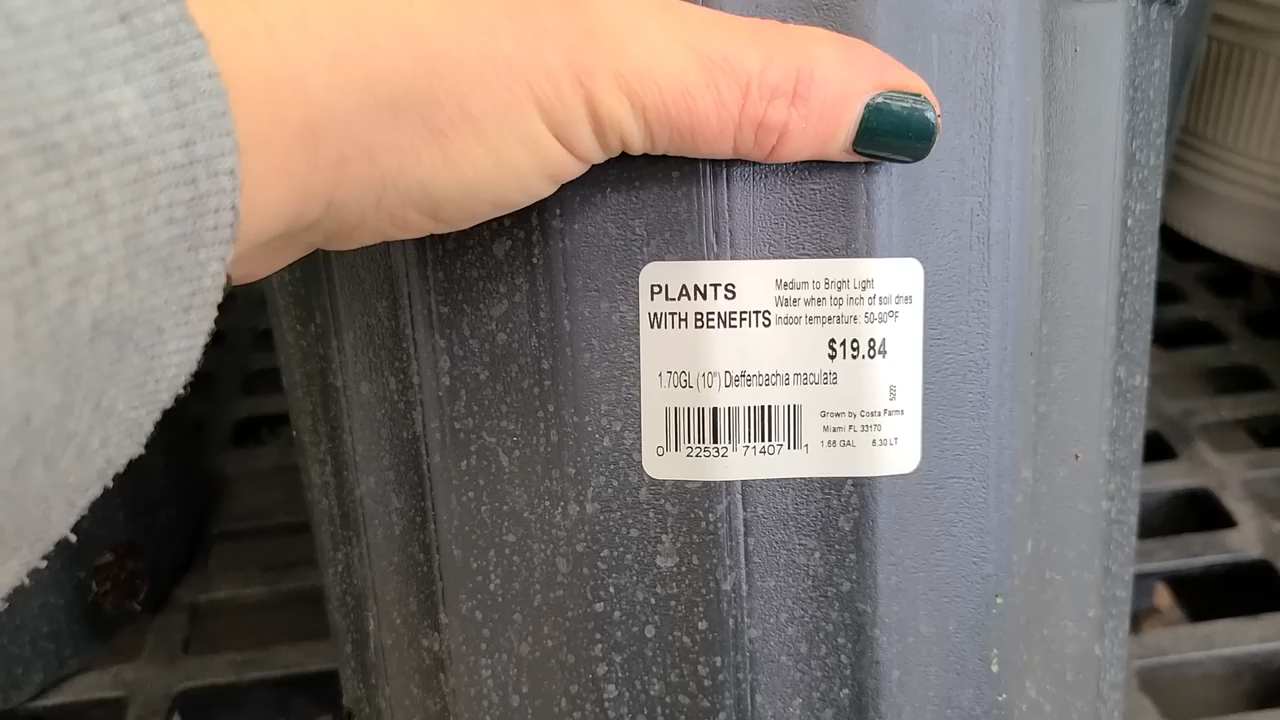 PLANTS
WITH BENEFITS
Medium to Bright Light
Water when top inch of soil dries
Indoor temperature: 50-90ºF
$19.84
1.70GL (10") Dieffenbachia maculata
5222
0 22532 71407 1
Grown by Costa Farms
Miami FL 33170
1.66 GAL 6.30 LT